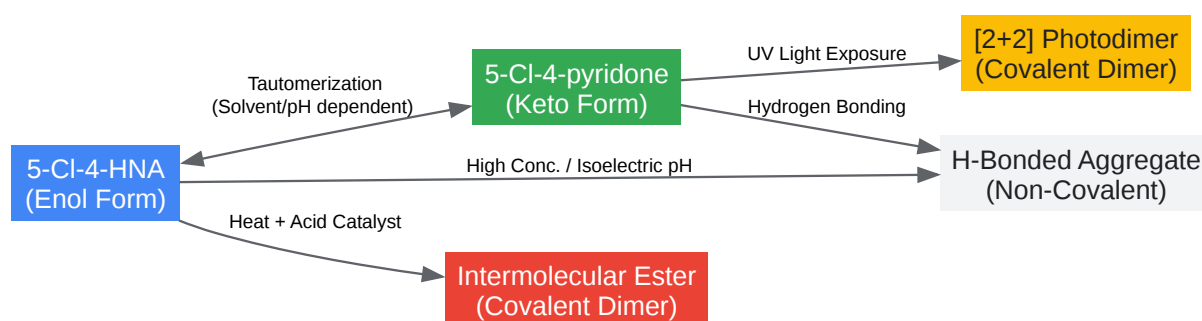 [2+2] Photodimer
(Covalent Dimer)
UV Light Exposure
5-Cl-4-pyridone
(Keto Form)
Tautomerization
(Solvent/pH dependent)
Hydrogen Bonding
5-Cl-4-HNA
(Enol Form)
High Conc. / Isoelectric pH
H-Bonded Aggregate
(Non-Covalent)
Heat + Acid Catalyst
Intermolecular Ester
(Covalent Dimer)